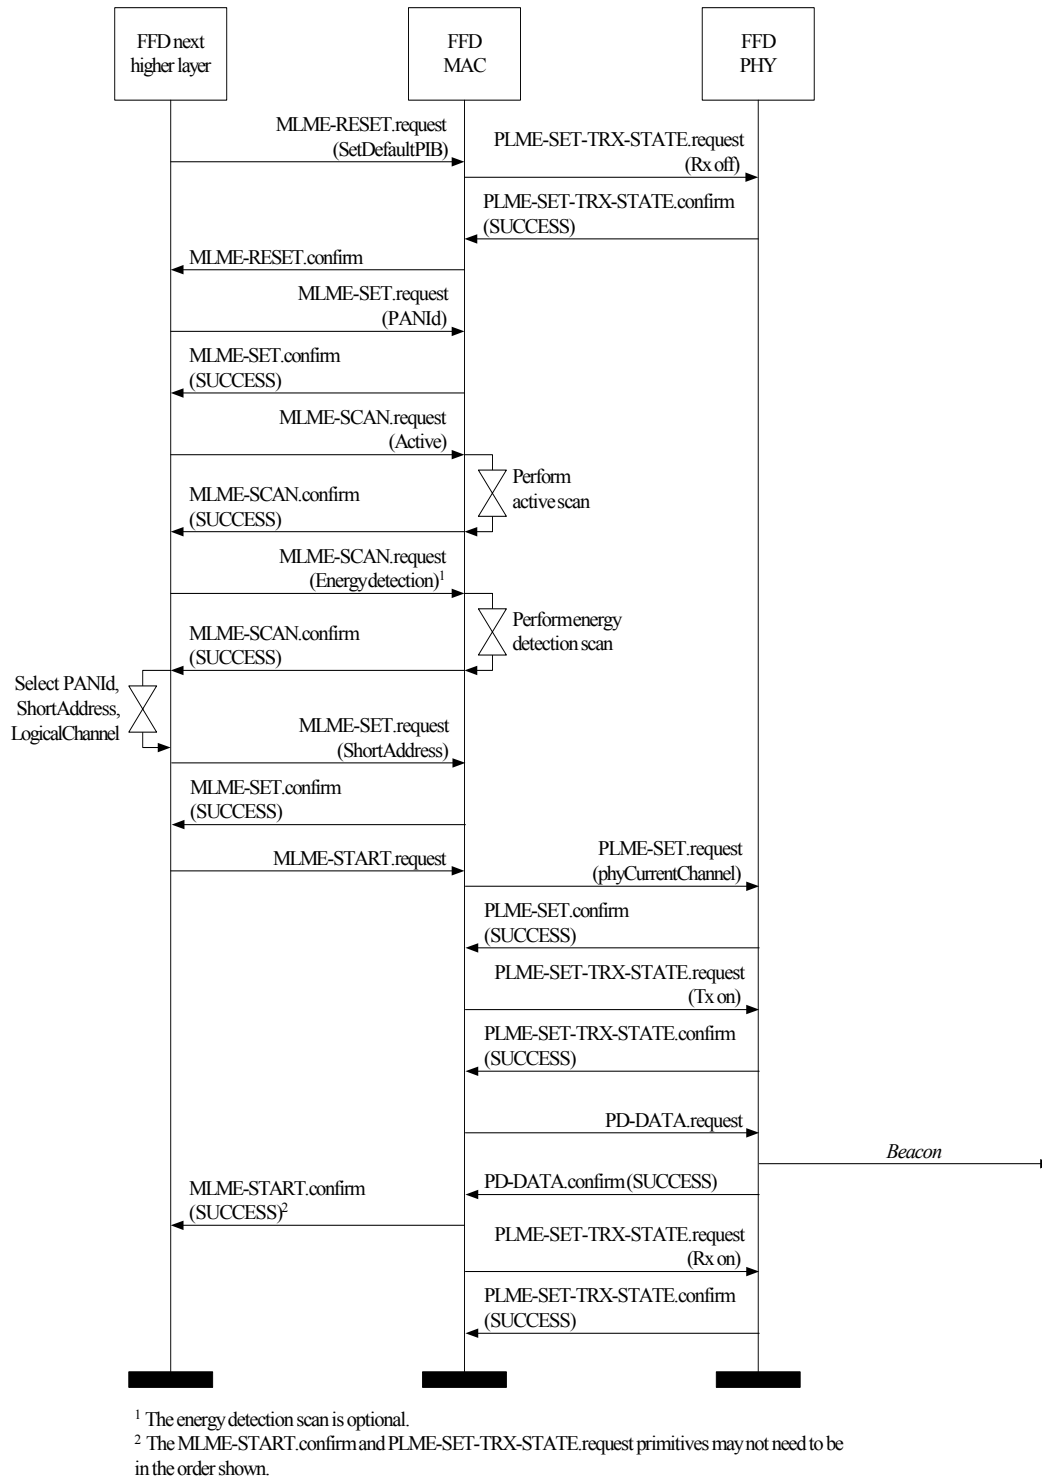 FFD next
higher layer
FFD
MAC
FFD
PHY
MLME-RESET.request
(SetDefaultPIB)
PLME-SET-TRX-STATE.request
(Rx off)
PLME-SET-TRX-STATE.confirm
(SUCCESS)
MLME-RESET.confirm
MLME-SET.request
(PANId)
MLME-SET.confirm
(SUCCESS)
MLME-SCAN.request
(Active)
Perform
active scan
MLME-SCAN.confirm
(SUCCESS)
MLME-SCAN.request
(Energy detection)¹
Perform energy
detection scan
MLME-SCAN.confirm
(SUCCESS)
Select PANId,
ShortAddress,
LogicalChannel
MLME-SET.request
(ShortAddress)
MLME-SET.confirm
(SUCCESS)
MLME-START.request
PLME-SET.request
(phyCurrentChannel)
PLME-SET.confirm
(SUCCESS)
PLME-SET-TRX-STATE.request
(Tx on)
PLME-SET-TRX-STATE.confirm
(SUCCESS)
PD-DATA.request
Beacon
PD-DATA.confirm (SUCCESS)
MLME-START.confirm
(SUCCESS)²
PLME-SET-TRX-STATE.request
(Rx on)
PLME-SET-TRX-STATE.confirm
(SUCCESS)
¹ The energy detection scan is optional.
² The MLME-START.confirm and PLME-SET-TRX-STATE.request primitives may not need to be
in the order shown.